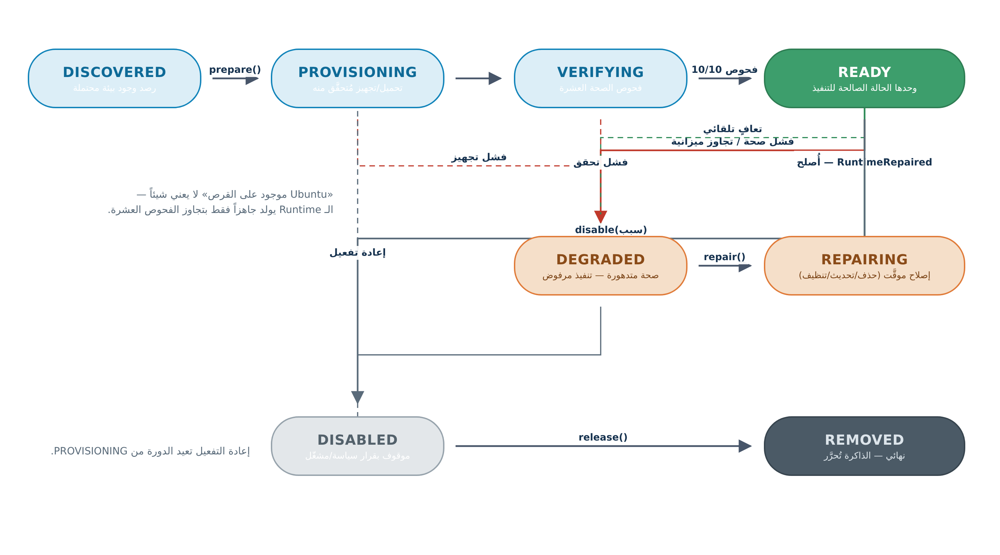 DISCOVERED
رصد وجود بيئة محتملة
prepare()
PROVISIONING
تحميل/تجهيز مُتحقَّق منه
VERIFYING
فحوص الصحة العشرة
10/10 فحوص
READY
وحدها الحالة الصالحة للتنفيذ
تعافٍ تلقائي
فشل صحة / تجاوز ميزانية
فشل تجهيز
فشل تحقق
أُصلح — RuntimeRepaired
«Ubuntu موجود على القرص» لا يعني شيئاً —
الـ Runtime يولد جاهزاً فقط بتجاوز الفحوص العشرة.
disable(سبب)
إعادة تفعيل
DEGRADED
صحة متدهورة — تنفيذ مرفوض
repair()
REPAIRING
إصلاح موقَّت (حذف/تحديث/تنظيف)
DISABLED
موقوف بقرار سياسة/مشغّل
release()
REMOVED
نهائي — الذاكرة تُحرَّر
إعادة التفعيل تعيد الدورة من PROVISIONING.